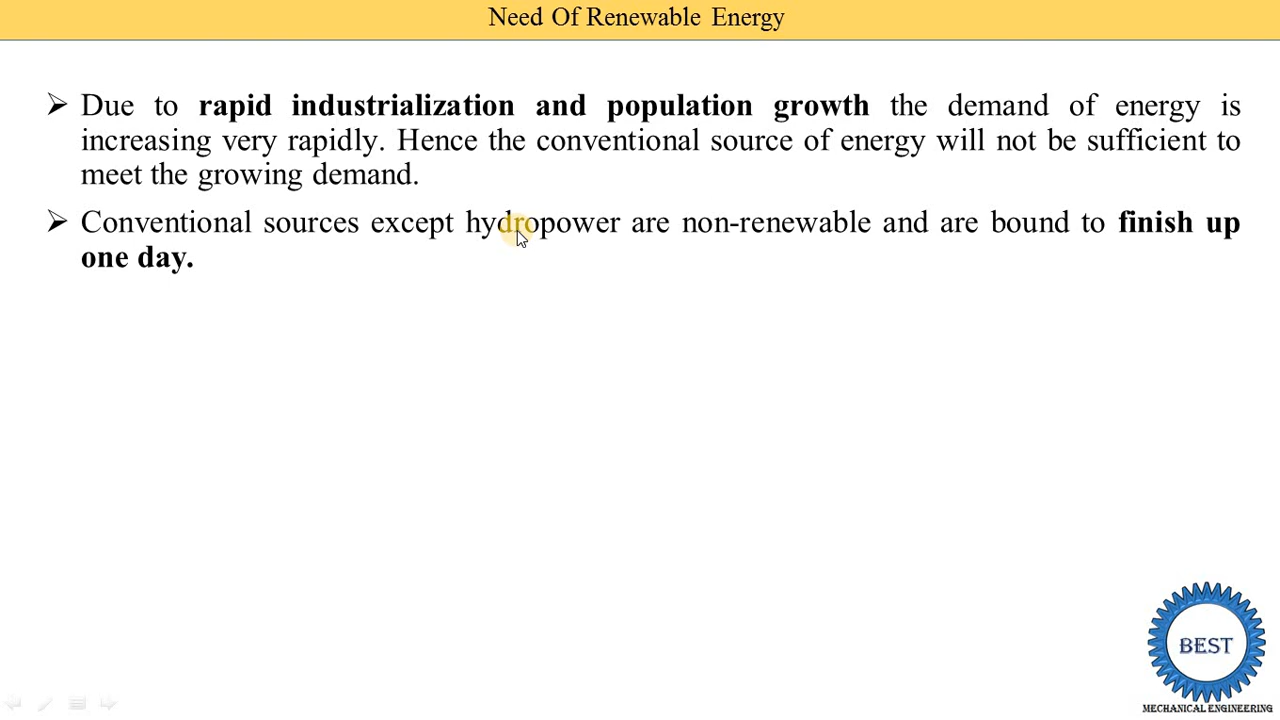 Need Of Renewable Energy
➢ Due to rapid industrialization and population growth the demand of energy is
increasing very rapidly. Hence the conventional source of energy will not be sufficient to
meet the growing demand.
➢ Conventional sources except hydropower are non-renewable and are bound to finish up
one day.
BEST
MECHANICAL ENGINEERING